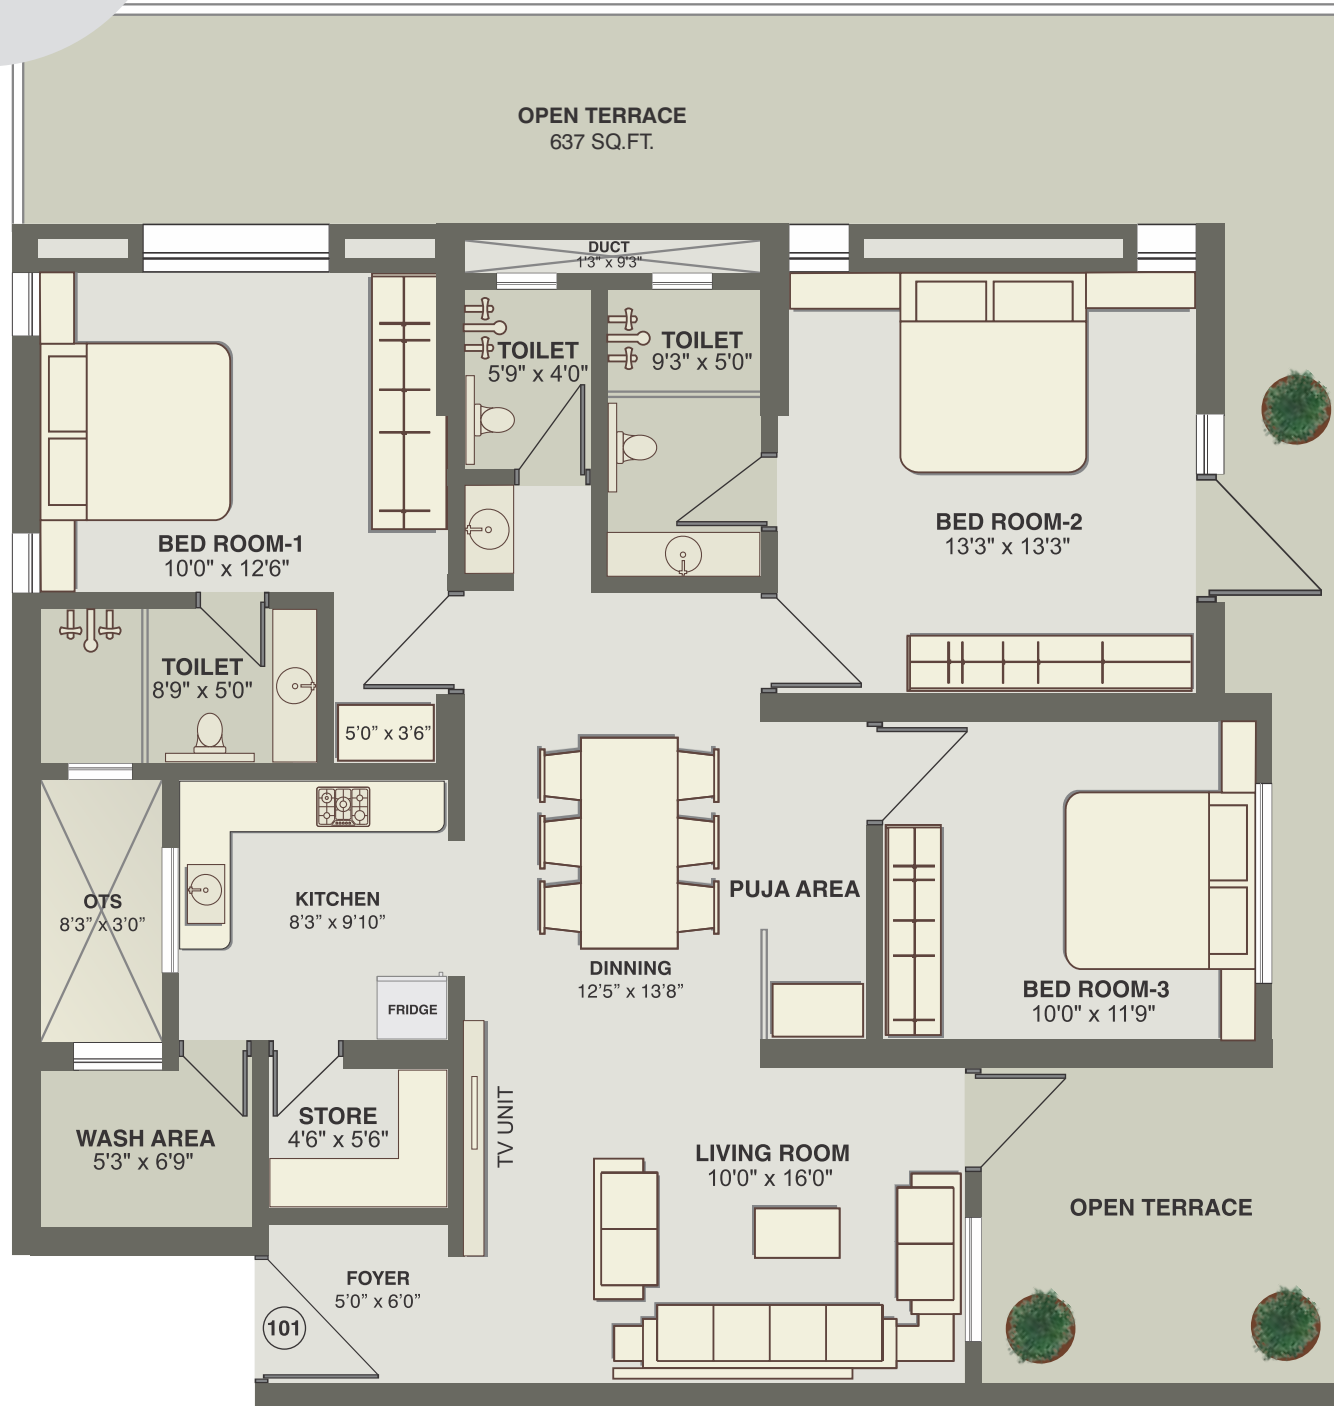 OPEN TERRACE
637 SQ.FT.
DUCT
1'3" x 9'3"
TOILET
5'9" x 4'0"
TOILET
9'3" x 5'0"
BED ROOM-1
10'0" x 12'6"
BED ROOM-2
13'3" x 13'3"
TOILET
8'9" x 5'0"
5’0” x 3’6”
OTS
8’3” x 3’0”
KITCHEN
8’3” x 9’10”
PUJA AREA
DINNING
12’5” x 13’8”
FRIDGE
BED ROOM-3
10'0" x 11'9"
WASH AREA
5'3" x 6'9"
STORE
4'6" x 5'6"
TV UNIT
LIVING ROOM
10'0" x 16'0"
OPEN TERRACE
FOYER
5’0” x 6’0”
101